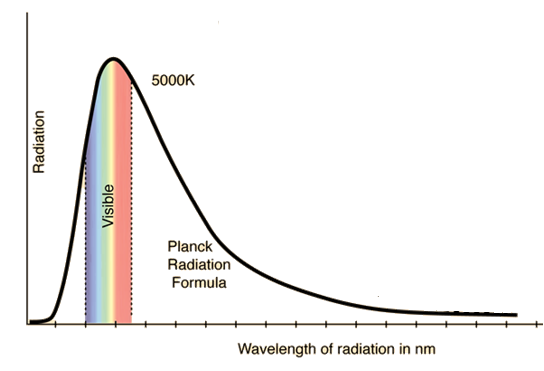 5000K
Radiation
Visible
Planck
Radiation
Formula
Wavelength of radiation in nm